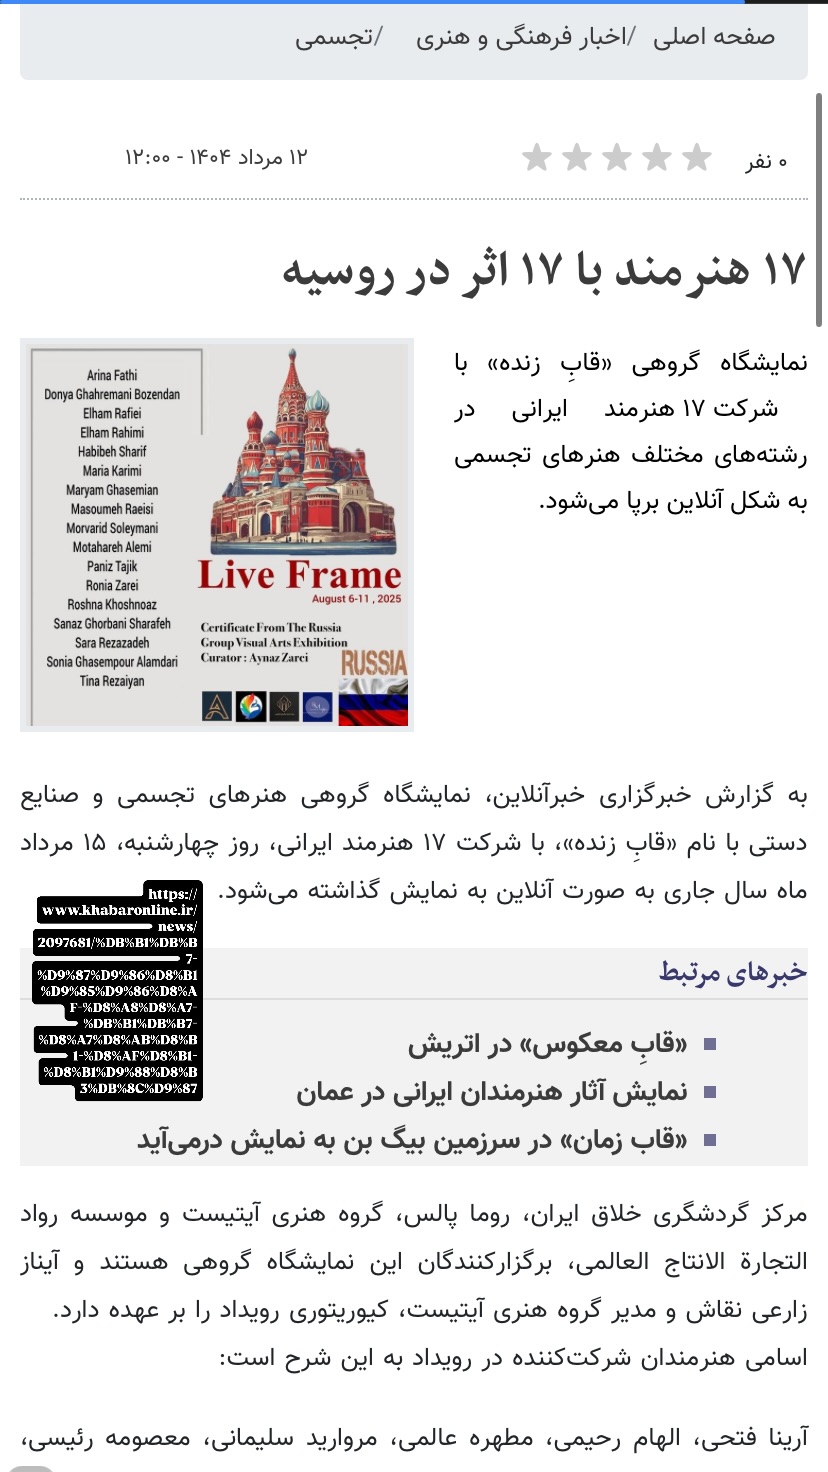 صفحه اصلی / اخبار فرهنگی و هنری / تجسمی
۰ نفر
۱۲ مرداد ۱۴۰۴ - ۱۲:۰۰
۱۷ هنرمند با ۱۷ اثر در روسیه
نمایشگاه گروهی «قابِ زنده» با
شرکت ۱۷ هنرمند ایرانی در
رشته‌های مختلف هنرهای تجسمی
به شکل آنلاین برپا می‌شود.
Arina Fathi
Donya Ghahremani Bozendan
Elham Rafiei
Elham Rahimi
Habibeh Sharif
Maria Karimi
Maryam Ghasemian
Masoumeh Raeisi
Morvarid Soleymani
Motahareh Alemi
Paniz Tajik
Ronia Zarei
Roshna Khoshnoaz
Sanaz Ghorbani Sharafeh
Sara Rezazadeh
Sonia Ghasempour Alamdari
Tina Rezaiyan
Live Frame
August 6-11 , 2025
Certificate From The Russia
Group Visual Arts Exhibition
Curator : Aynaz Zarei
RUSSIA
به گزارش خبرگزاری خبرآنلاین، نمایشگاه گروهی هنرهای تجسمی و صنایع
دستی با نام «قابِ زنده»، با شرکت ۱۷ هنرمند ایرانی، روز چهارشنبه، ۱۵ مرداد
ماه سال جاری به صورت آنلاین به نمایش گذاشته می‌شود.
https://
www.khabaronline.ir/
news/
2097681/%DB%B1%DB%B
7-
%D9%87%D9%86%D8%B1
%D9%85%D9%86%D8%A
F-%D8%A8%D8%A7-
%DB%B1%DB%B7-
%D8%A7%D8%AB%D8%B
1-%D8%AF%D8%B1-
%D8%B1%D9%88%D8%B
3%DB%8C%D9%87
خبرهای مرتبط
«قابِ معکوس» در اتریش
نمایش آثار هنرمندان ایرانی در عمان
«قاب زمان» در سرزمین بیگ بن به نمایش درمی‌آید
مرکز گردشگری خلاق ایران، روما پالس، گروه هنری آیتیست و موسسه رواد
التجارة الانتاج العالمی، برگزارکنندگان این نمایشگاه گروهی هستند و آیناز
زارعی نقاش و مدیر گروه هنری آیتیست، کیوریتوری رویداد را بر عهده دارد.
اسامی هنرمندان شرکت‌کننده در رویداد به این شرح است:
آرینا فتحی، الهام رحیمی، مطهره عالمی، مروارید سلیمانی، معصومه رئیسی،